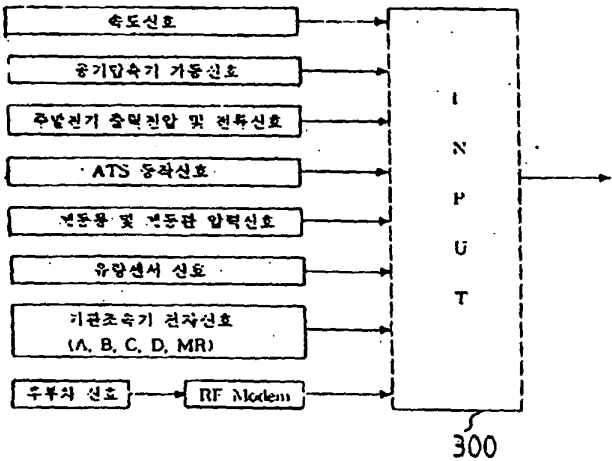 속도신호
공기압축기 가동신호
주발전기 출력전압 및 전류신호
ATS 동작신호
제동통 및 제동관 압력신호
유량센서 신호
기관조속기 전자신호
(A, B, C, D, MR)
후부차 신호
RF Modem
I
N
P
U
T
300